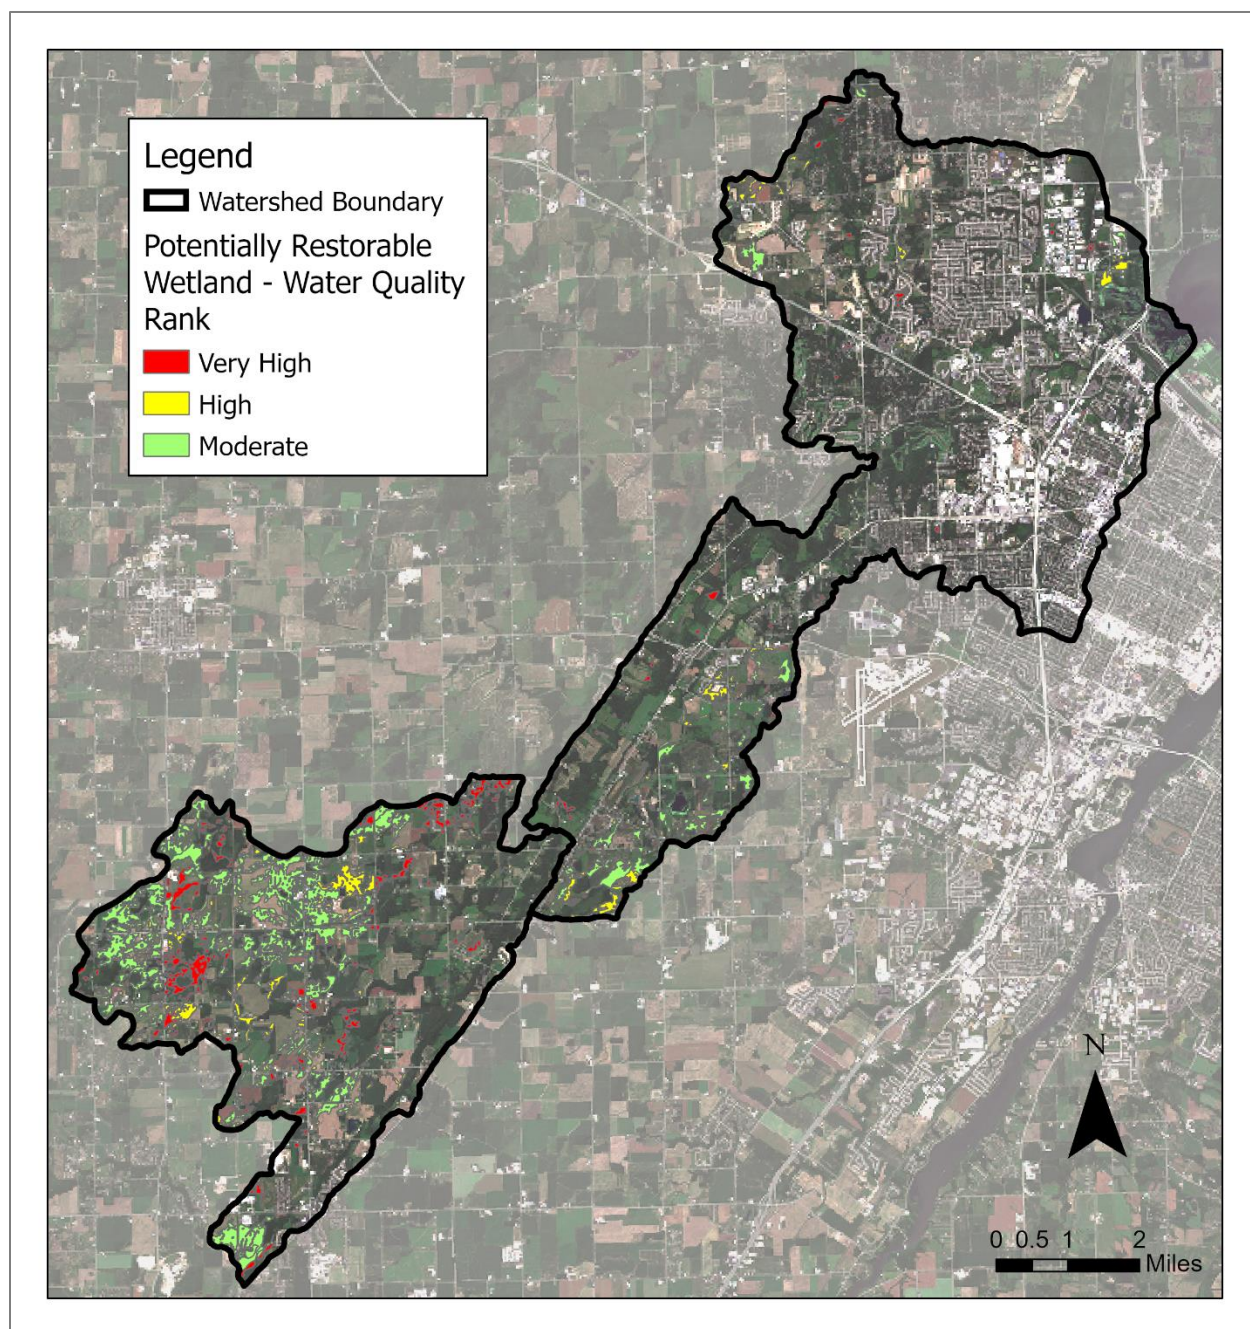 Legend
Watershed Boundary
Potentially Restorable
Wetland - Water Quality
Rank
Very High
High
Moderate
N
0 0.5 1 2
Miles